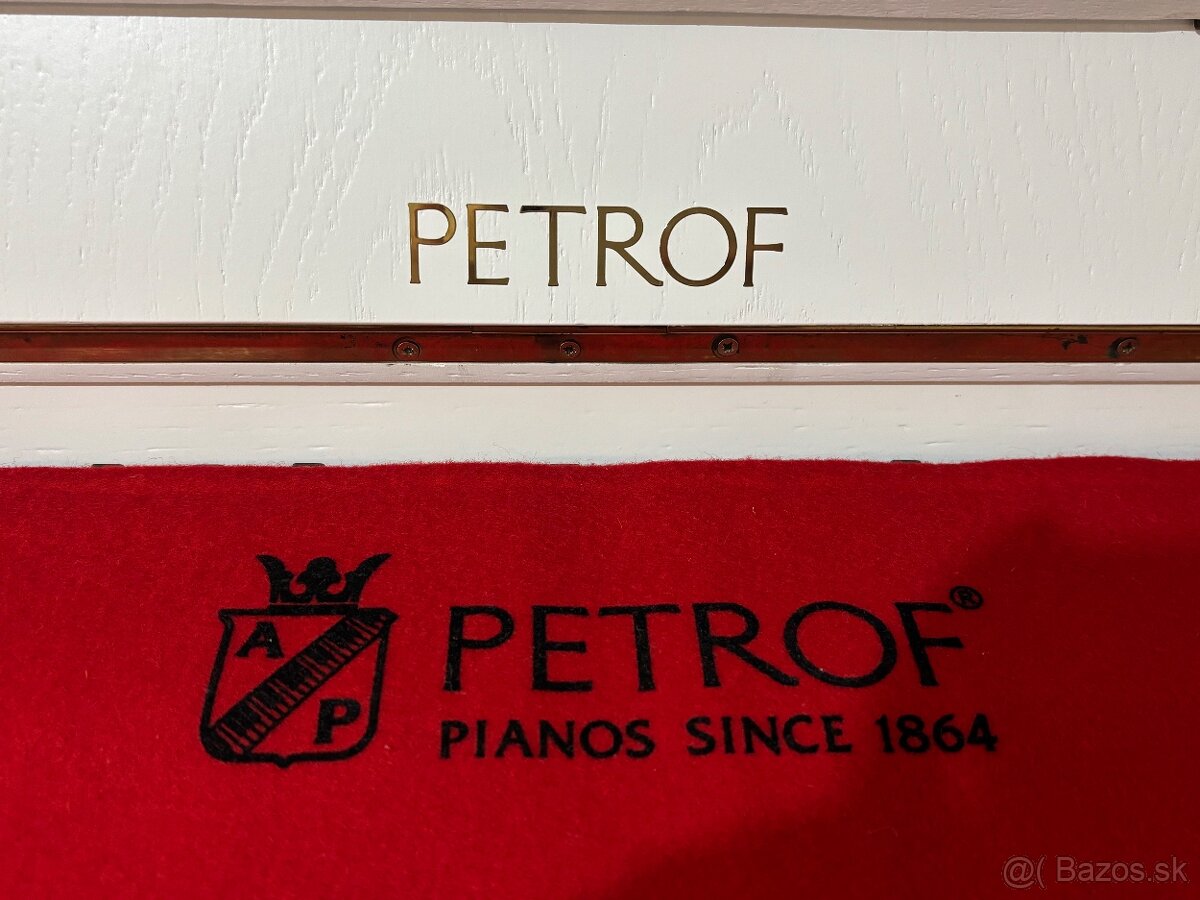 PETROF
A
P
PETROF®
PIANOS SINCE 1864
@( Bazos.sk